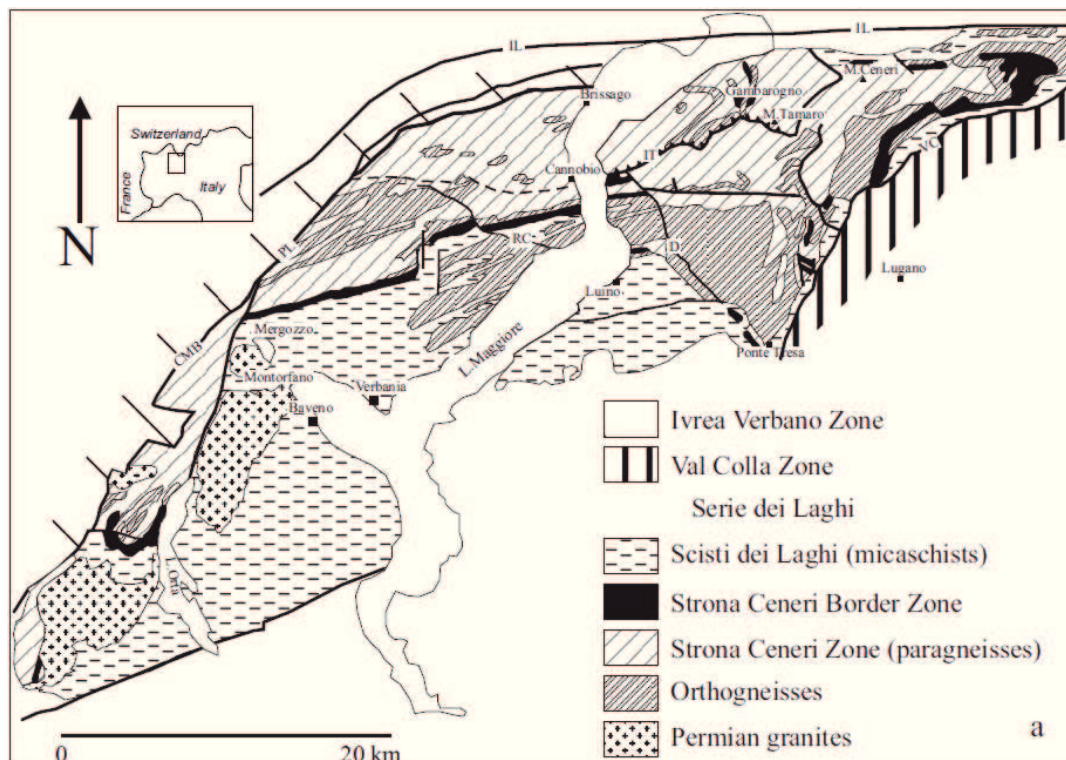 IL
IL
M.Ceneri
Gambarogno
Brissago
M.Tamaro
Switzerland
France
Italy
IT
VC
Cannobio
N
PL
RC
D
Lugano
Luino
Mergozzo
L. Maggiore
CMB
Ponte Tresa
Montorfano
Verbania
Baveno
Orta
Ivrea Verbano Zone
Val Colla Zone
Serie dei Laghi
Scisti dei Laghi (micaschists)
Strona Ceneri Border Zone
Strona Ceneri Zone (paragneisses)
Orthogneisses
Permian granites
a
0
20 km